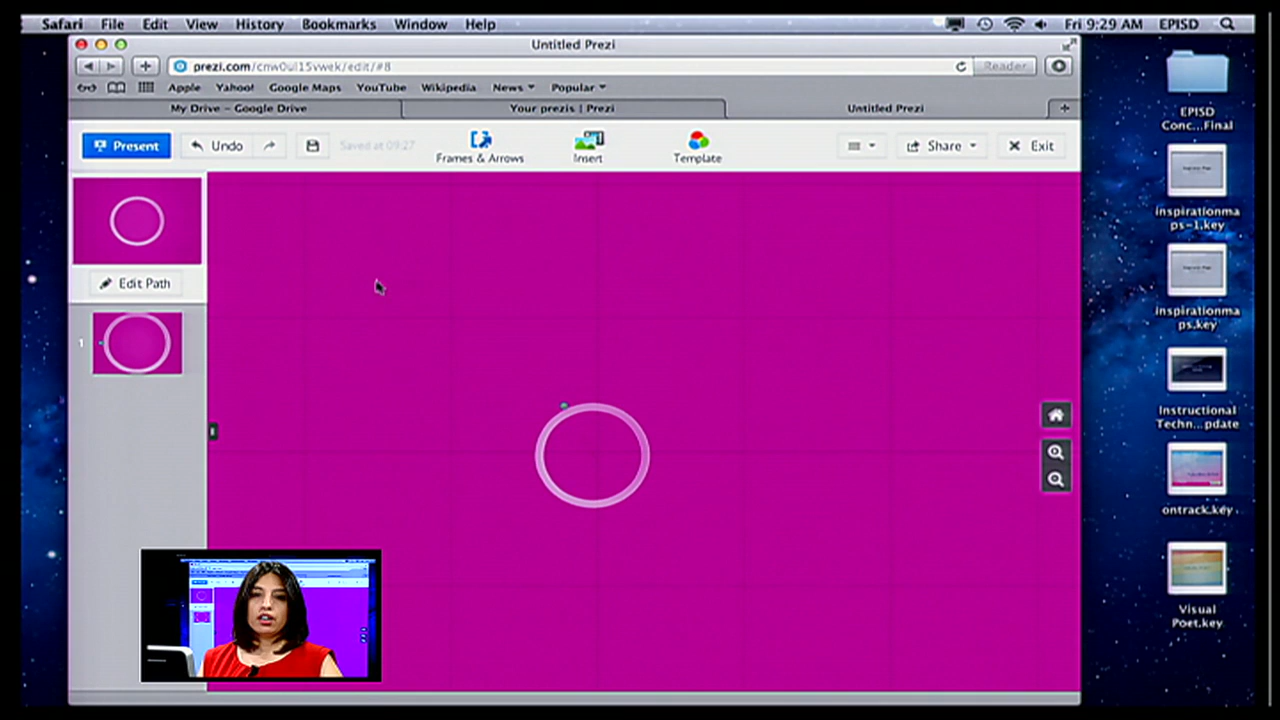 Safari File Edit View History Bookmarks Window Help Fri 9:29 AM EPISD
Untitled Prezi
prezi.com/cnw0ul15vwek/edit/#8 Reader
Apple Yahoo! Google Maps YouTube Wikipedia News Popular
My Drive – Google Drive Your prezis | Prezi Untitled Prezi
Present Undo Saved at 09:27 Frames & Arrows Insert Template Share Exit
Edit Path
1
EPISD
Conc...Final
inspirationma
ps-1.key
inspirationma
ps.key
Instructional
Techn...pdate
ontrack.key
Visual
Poet.key